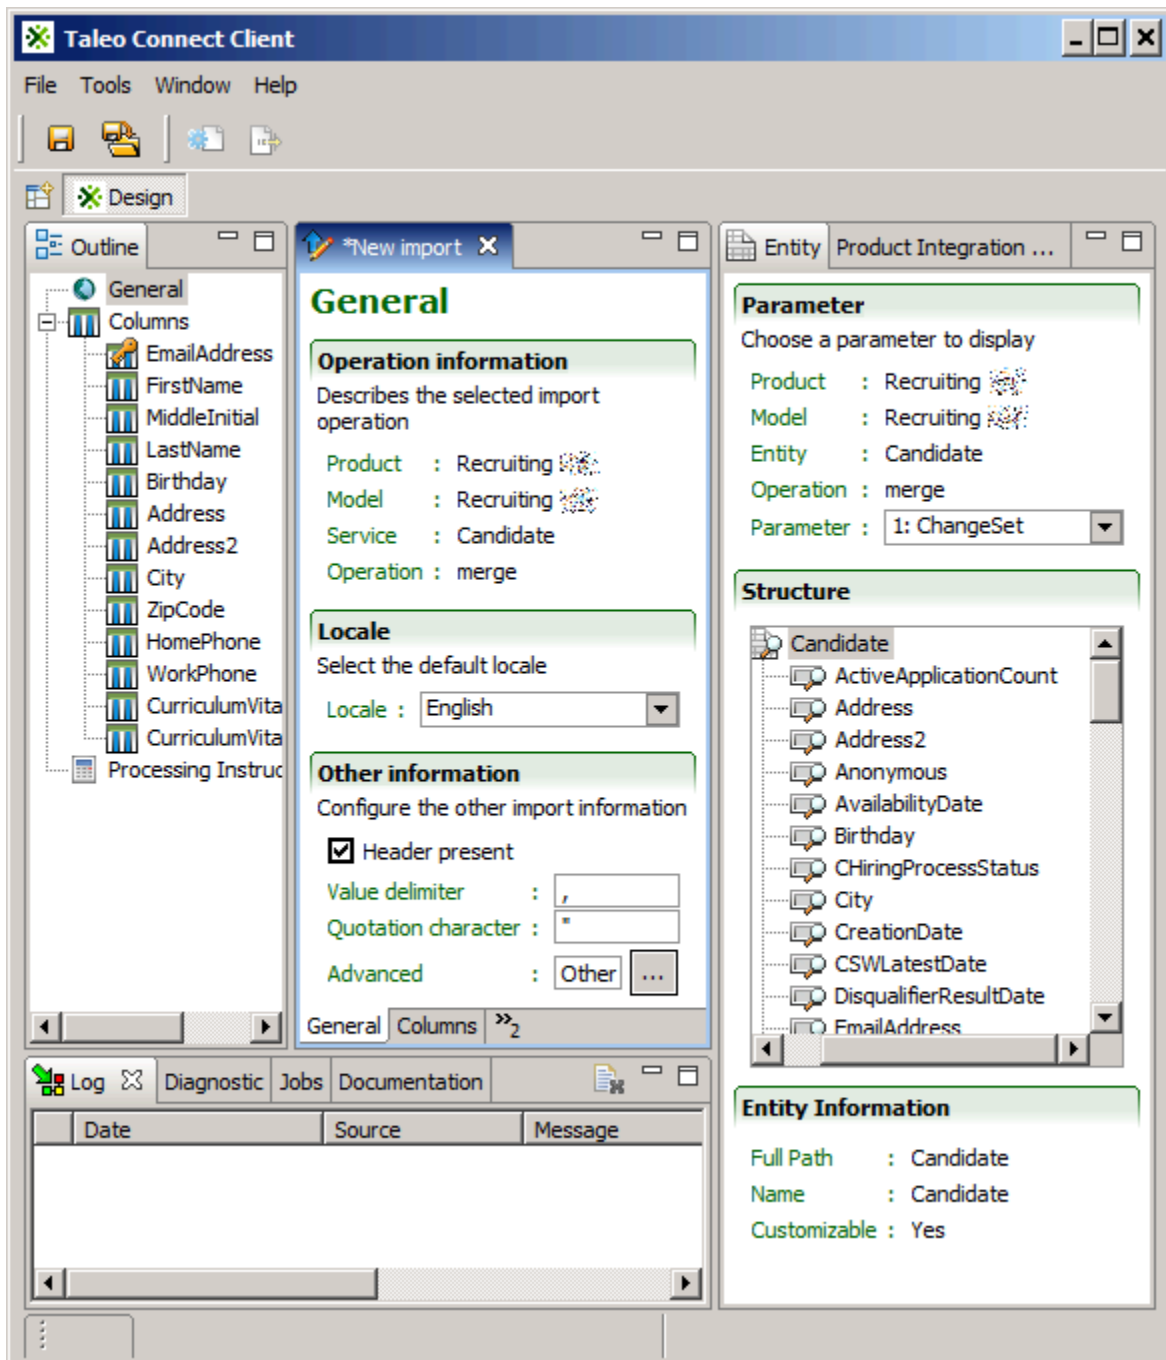 Taleo Connect Client
File Tools Window Help
Design
Outline
General
Columns
EmailAddress
FirstName
MiddleInitial
LastName
Birthday
Address
Address2
City
ZipCode
HomePhone
WorkPhone
CurriculumVita
CurriculumVita
Processing Instruc
*New import
General
Operation information
Describes the selected import
operation
Product : Recruiting
Model : Recruiting
Service : Candidate
Operation : merge
Locale
Select the default locale
Locale : English
Other information
Configure the other import information
Header present
Value delimiter : ,
Quotation character : "
Advanced : Other ...
General Columns »2
Entity Product Integration ...
Parameter
Choose a parameter to display
Product : Recruiting
Model : Recruiting
Entity : Candidate
Operation : merge
Parameter : 1: ChangeSet
Structure
Candidate
ActiveApplicationCount
Address
Address2
Anonymous
AvailabilityDate
Birthday
CHiringProcessStatus
City
CreationDate
CSWLatestDate
DisqualifierResultDate
EmailAddress
Entity Information
Full Path : Candidate
Name : Candidate
Customizable : Yes
Log Diagnostic Jobs Documentation
Date Source Message